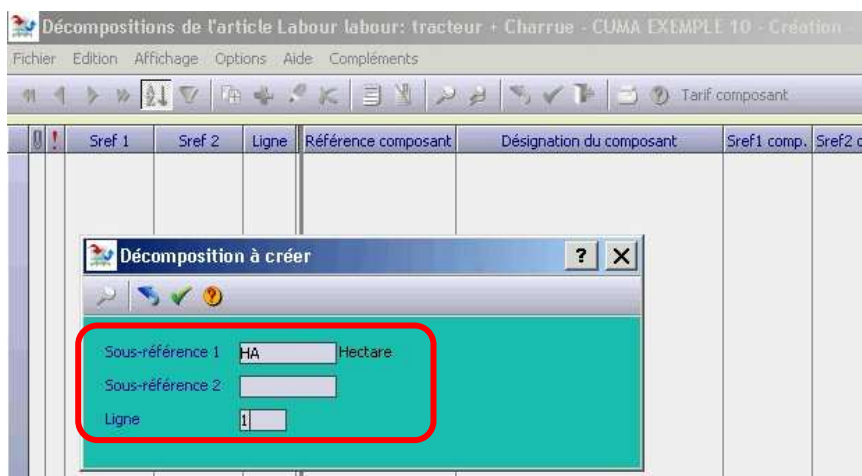 Décompositions de l'article Labour labour: tracteur + Charrue - CUMA EXEMPLE 10 - Création -
Fichier Edition Affichage Options Aide Compléments
Tarif composant
Sref 1 Sref 2 Ligne Référence composant Désignation du composant Sref1 comp. Sref2 c
Décomposition à créer
Sous-référence 1 HA Hectare
Sous-référence 2
Ligne 1